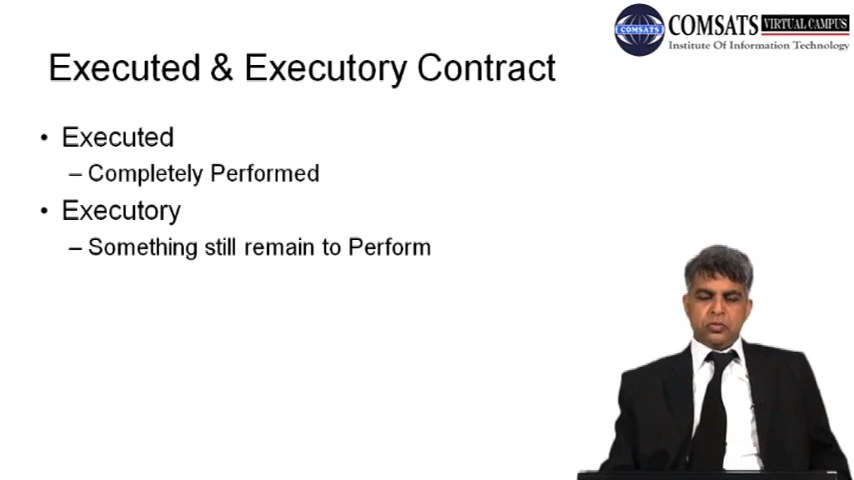 COMSATS VIRTUAL CAMPUS
COMSATS Institute Of Information Technology
Executed & Executory Contract
• Executed
– Completely Performed
• Executory
– Something still remain to Perform